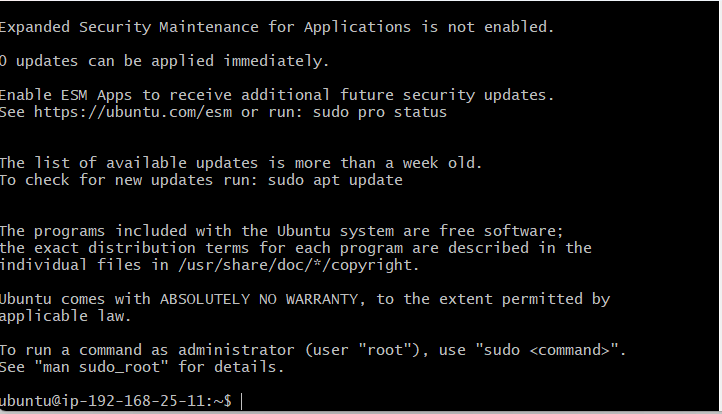 Expanded Security Maintenance for Applications is not enabled.
0 updates can be applied immediately.
Enable ESM Apps to receive additional future security updates.
See https://ubuntu.com/esm or run: sudo pro status
The list of available updates is more than a week old.
To check for new updates run: sudo apt update
The programs included with the Ubuntu system are free software;
the exact distribution terms for each program are described in the
individual files in /usr/share/doc/*/copyright.
Ubuntu comes with ABSOLUTELY NO WARRANTY, to the extent permitted by
applicable law.
To run a command as administrator (user "root"), use "sudo <command>".
See "man sudo_root" for details.
ubuntu@ip-192-168-25-11:~$